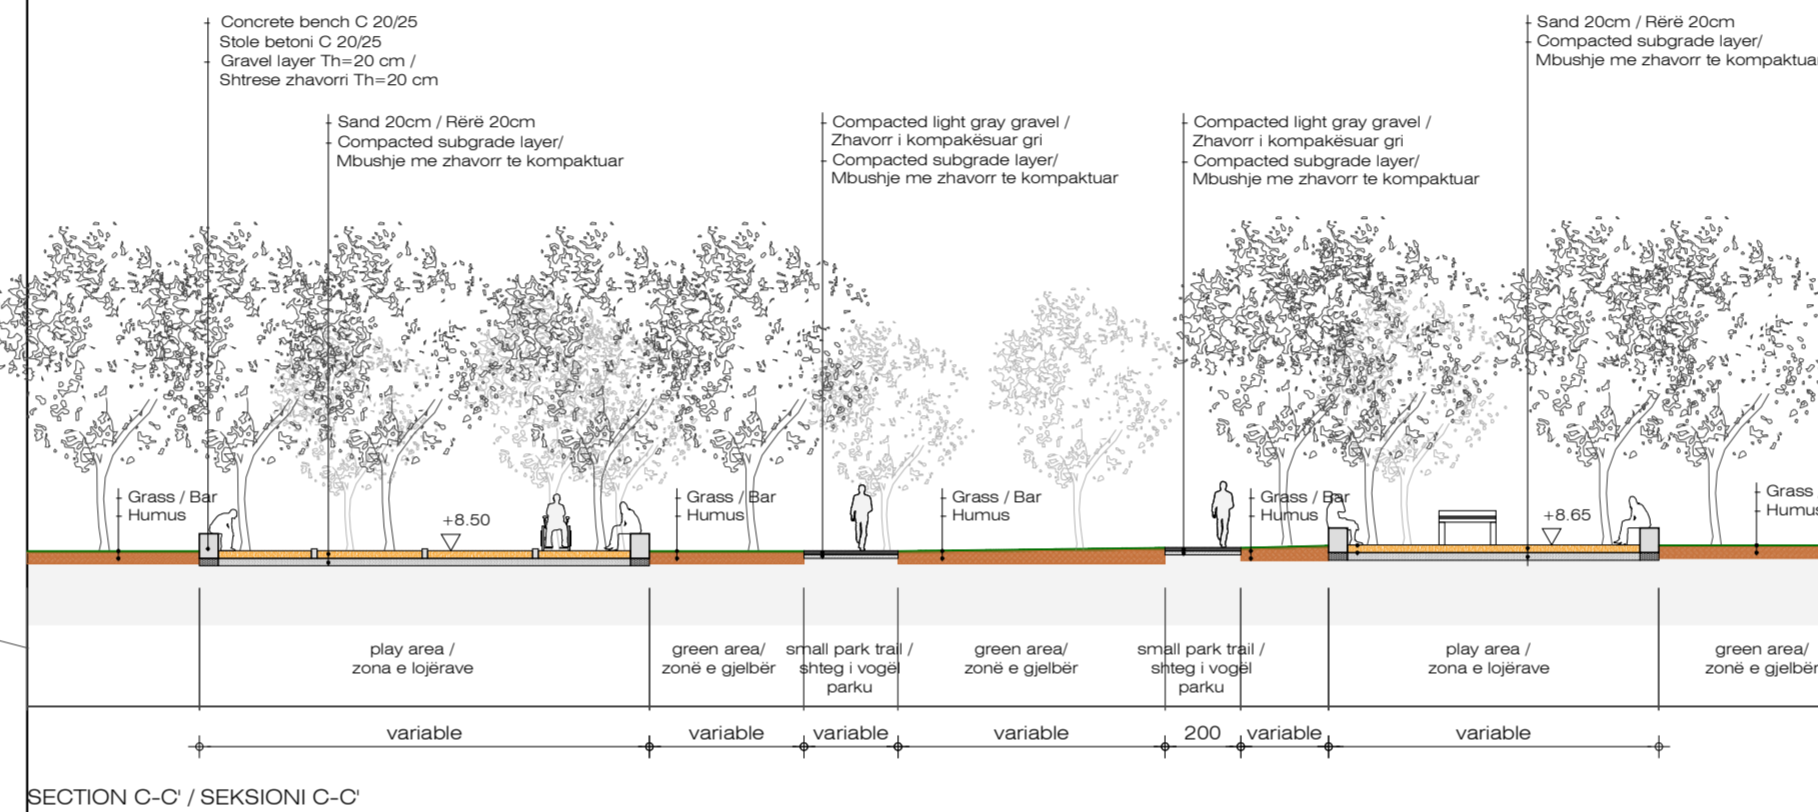 Concrete bench C 20/25
Stole betoni C 20/25
Gravel layer Th=20 cm /
Shtrese zhavorri Th=20 cm
Sand 20cm / Rërë 20cm
Compacted subgrade layer/
Mbushje me zhavorr te kompaktuar
Compacted light gray gravel /
Zhavorr i kompakësuar gri
Compacted subgrade layer/
Mbushje me zhavorr te kompaktuar
Compacted light gray gravel /
Zhavorr i kompakësuar gri
Compacted subgrade layer/
Mbushje me zhavorr te kompaktuar
Sand 20cm / Rërë 20cm
Compacted subgrade layer/
Mbushje me zhavorr te kompaktuar
Grass / Bar
Humus
+8.50
Grass / Bar
Humus
Grass / Bar
Humus
Grass / Bar
Humus
+8.65
Grass
Humus
play area /
zona e lojërave
green area/
zonë e gjelbër
small park trail /
shteg i vogël
parku
green area/
zonë e gjelbër
small park trail /
shteg i vogël
parku
play area /
zona e lojërave
green area/
zonë e gjelbër
variable
variable
variable
variable
200
variable
variable
SECTION C-C' / SEKSIONI C-C'